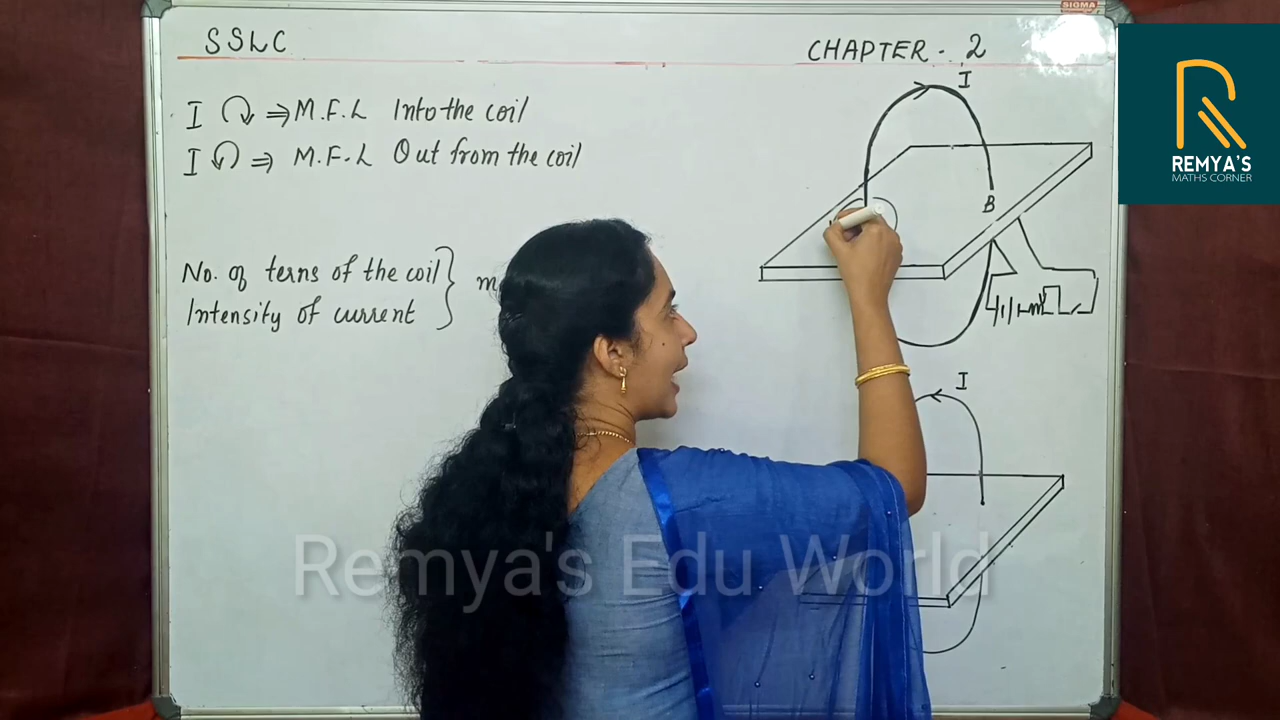 SIGMA
SSLC
CHAPTER - 2
I
I ⇒ M.F.L Into the coil
I ⇒ M.F.L Out from the coil
REMYA'S
MATHS CORNER
B
No. of terns of the coil
Intensity of current
m
I
Remya's Edu World